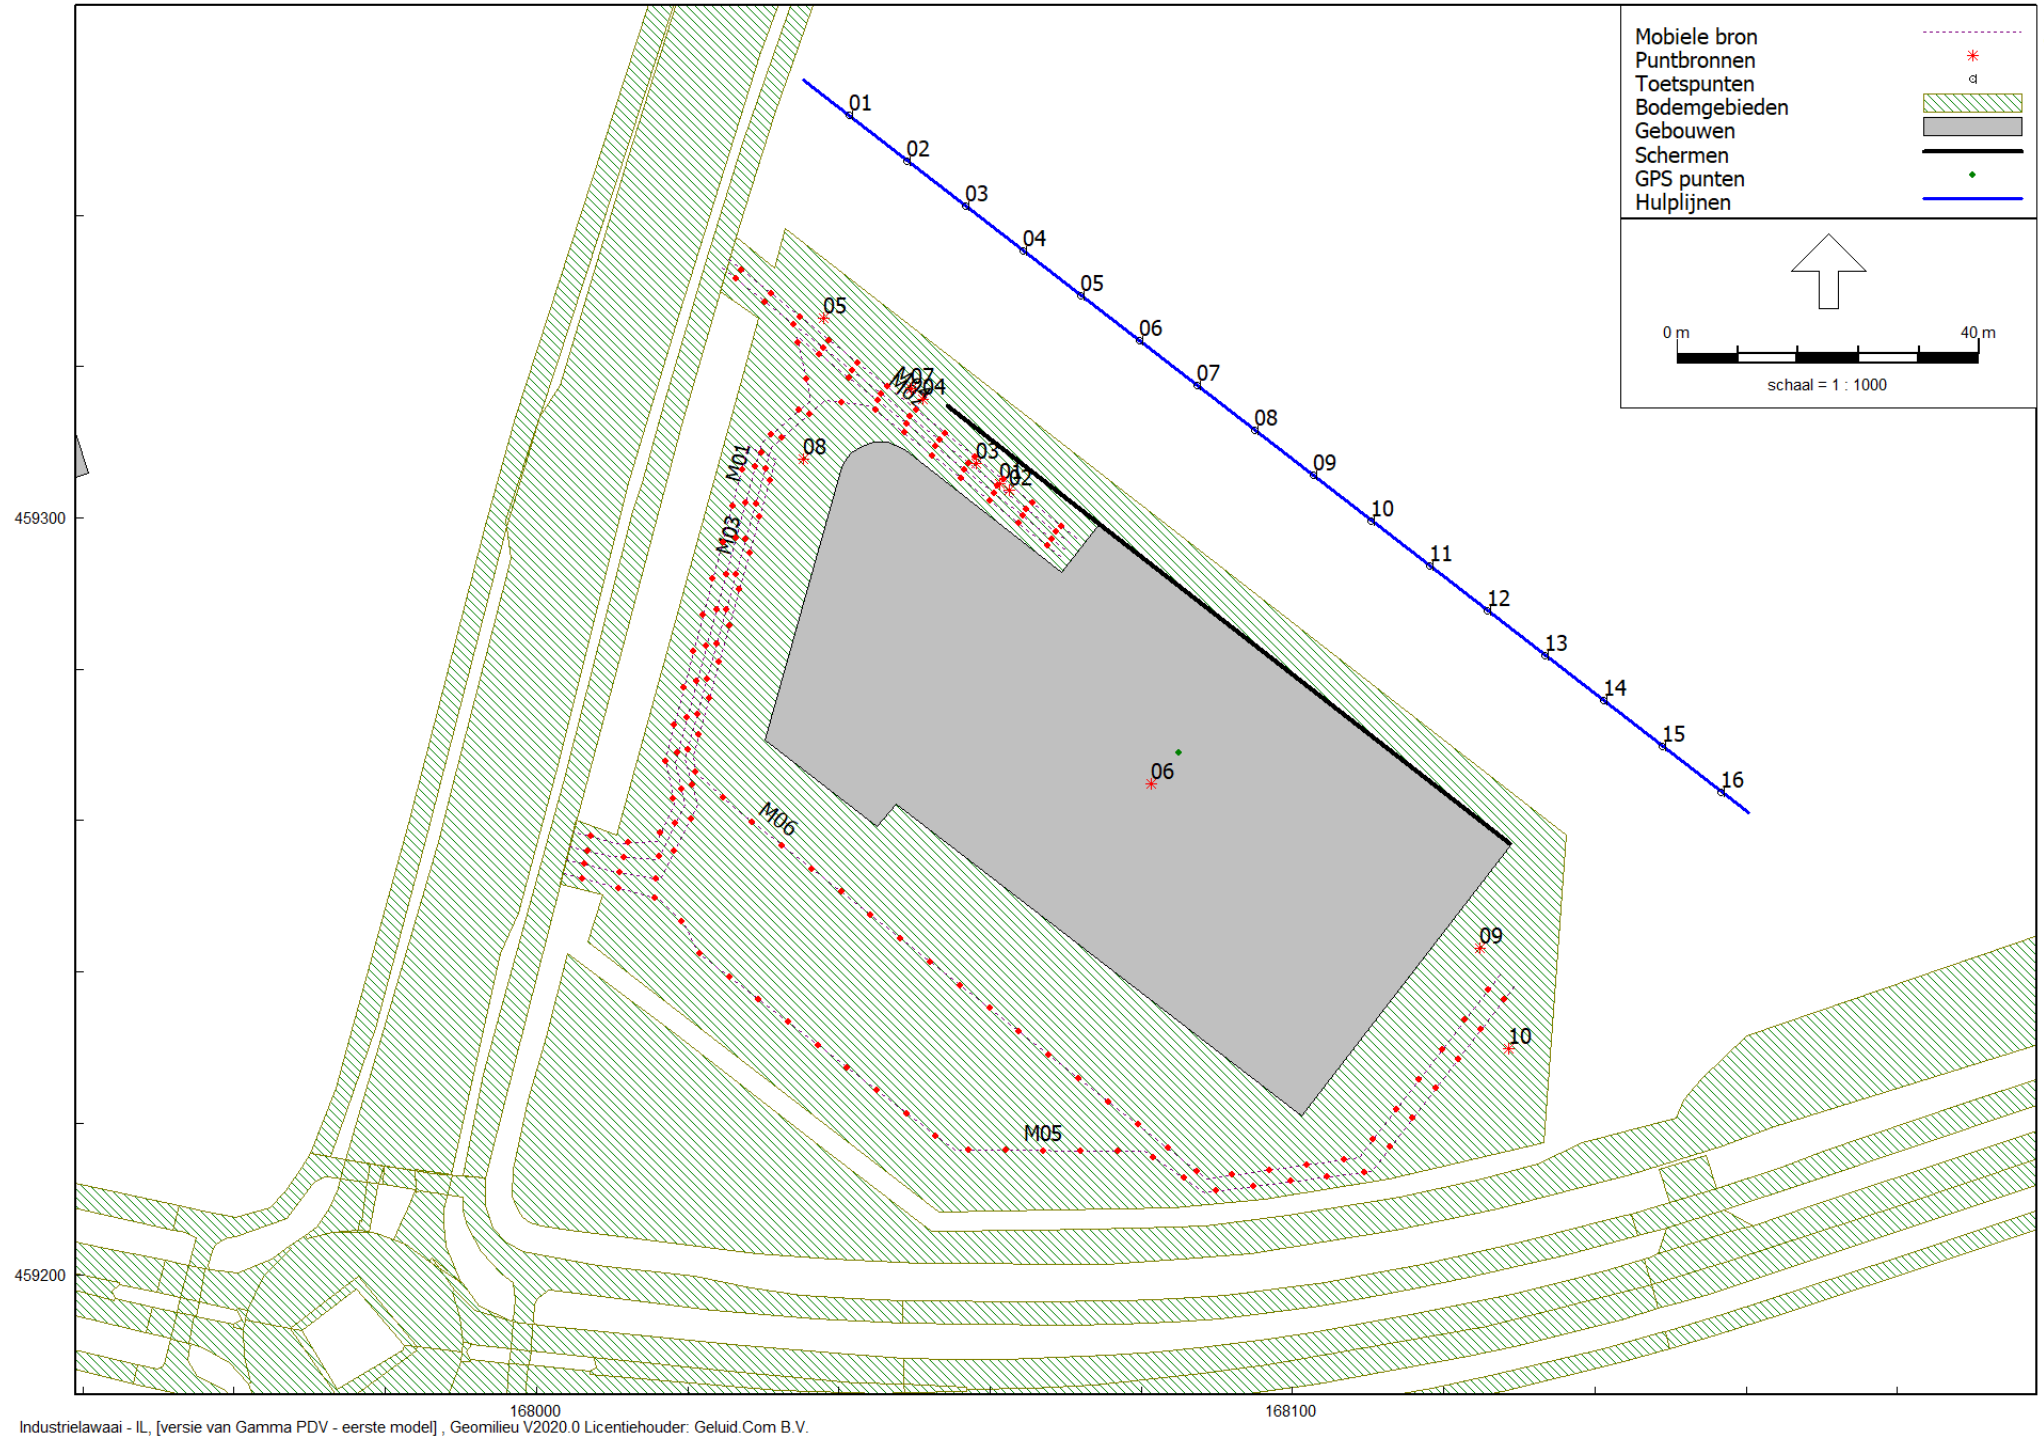 Mobiele bron
Puntbronnen
Toetspunten
Bodemgebieden
Gebouwen
Schermen
GPS punten
Hulplijnen
0 m
40 m
schaal = 1 : 1000
01
02
03
04
05
06
07
08
09
10
11
12
13
14
15
16
05
M07
M02
04
08
M01
03
01
02
M03
459300
06
M06
09
10
M05
459200
168000
168100
Industrielawaai - IL, [versie van Gamma PDV - eerste model] , Geomilieu V2020.0 Licentiehouder: Geluid.Com B.V.